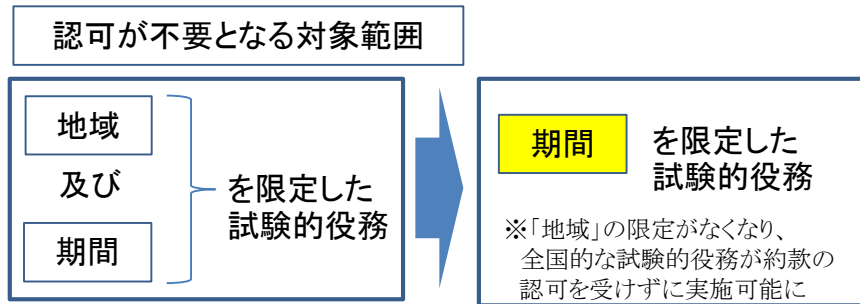 認可が不要となる対象範囲
地域
及び
期間
を限定した
試験的役務
期間
を限定した
試験的役務
※「地域」の限定がなくなり、
全国的な試験的役務が約款の
認可を受けずに実施可能に